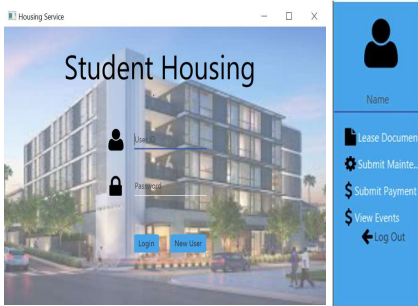 Housing Service
Student Housing
User ID
Password
Login
New User
Name
Lease Documen
Submit Mainte...
Submit Payment
View Events
Log Out